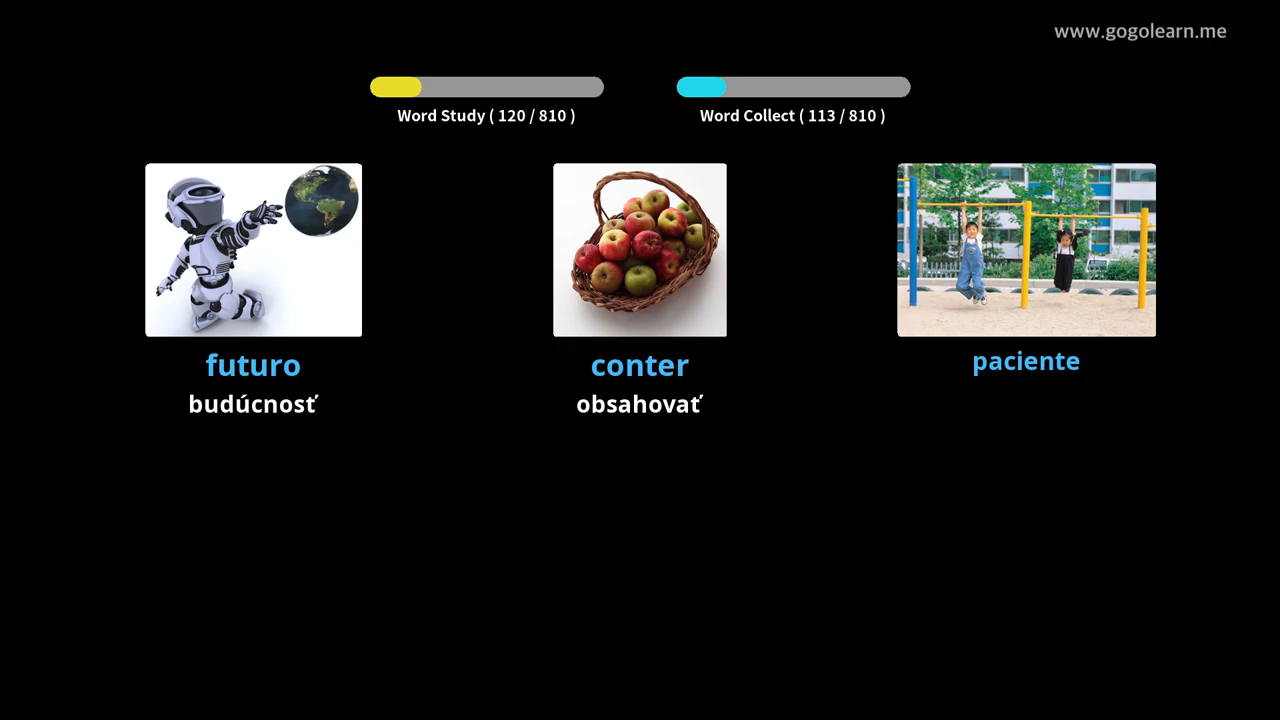 www.gogolearn.me
Word Study ( 120 / 810 )
Word Collect ( 113 / 810 )
futuro
conter
paciente
budúcnosť
obsahovať